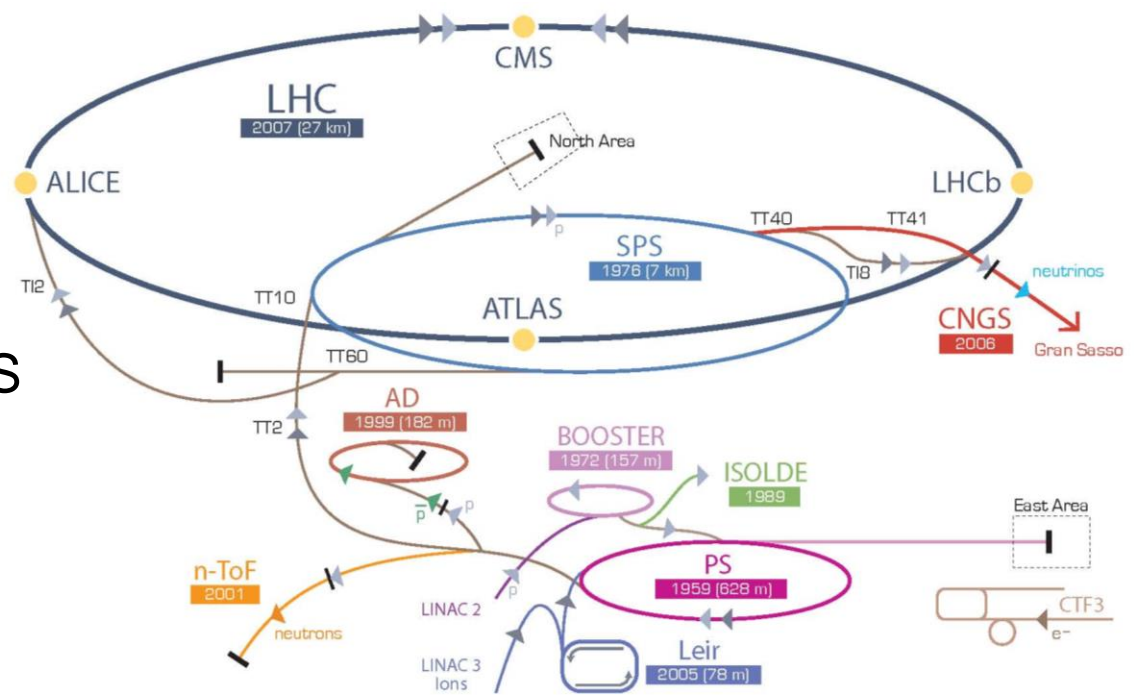 CMS
LHC
2007 (27 km)
North Area
ALICE
LHCb
TT40
TT41
p
SPS
1976 (7 km)
TI8
neutrinos
TI2
TT10
ATLAS
CNGS
2006
Gran Sasso
TT60
S
AD
1999 (182 m)
TT2
BOOSTER
1972 (157 m)
ISOLDE
1989
p̅
p
East Area
n-ToF
2001
PS
1959 (628 m)
LINAC 2
p
neutrons
CTF3
e-
Leir
2005 (78 m)
LINAC 3
Ions